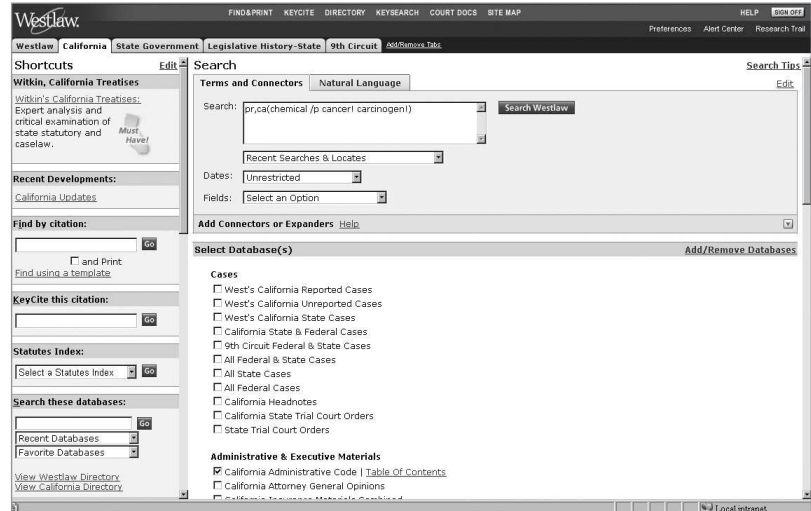 Westlaw.
FIND&PRINT KEYCITE DIRECTORY KEYSEARCH COURT DOCS SITE MAP
HELP SIGN OFF
Preferences Alert Center Research Trail
Westlaw California State Government Legislative History-State 9th Circuit Add/Remove Tabs
Shortcuts Edit
Witkin, California Treatises
Witkin's California Treatises:
Expert analysis and
critical examination of
state statutory and
caselaw.
Must
Have!
Recent Developments:
California Updates
Find by citation:
Go
and Print
Find using a template
KeyCite this citation:
Go
Statutes Index:
Select a Statutes Index Go
Search these databases:
Go
Recent Databases
Favorite Databases
View Westlaw Directory
View California Directory
Search Search Tips
Terms and Connectors Natural Language Edit
Search: pr,ca(chemical /p cancer! carcinogen!) Search Westlaw
Recent Searches & Locates
Dates: Unrestricted
Fields: Select an Option
Add Connectors or Expanders Help
Select Database(s) Add/Remove Databases
Cases
West's California Reported Cases
West's California Unreported Cases
West's California State Cases
California State & Federal Cases
9th Circuit Federal & State Cases
All Federal & State Cases
All State Cases
All Federal Cases
California Headnotes
California State Trial Court Orders
State Trial Court Orders
Administrative & Executive Materials
California Administrative Code | Table Of Contents
California Attorney General Opinions
California Insurance Materials Combined
Local intranet